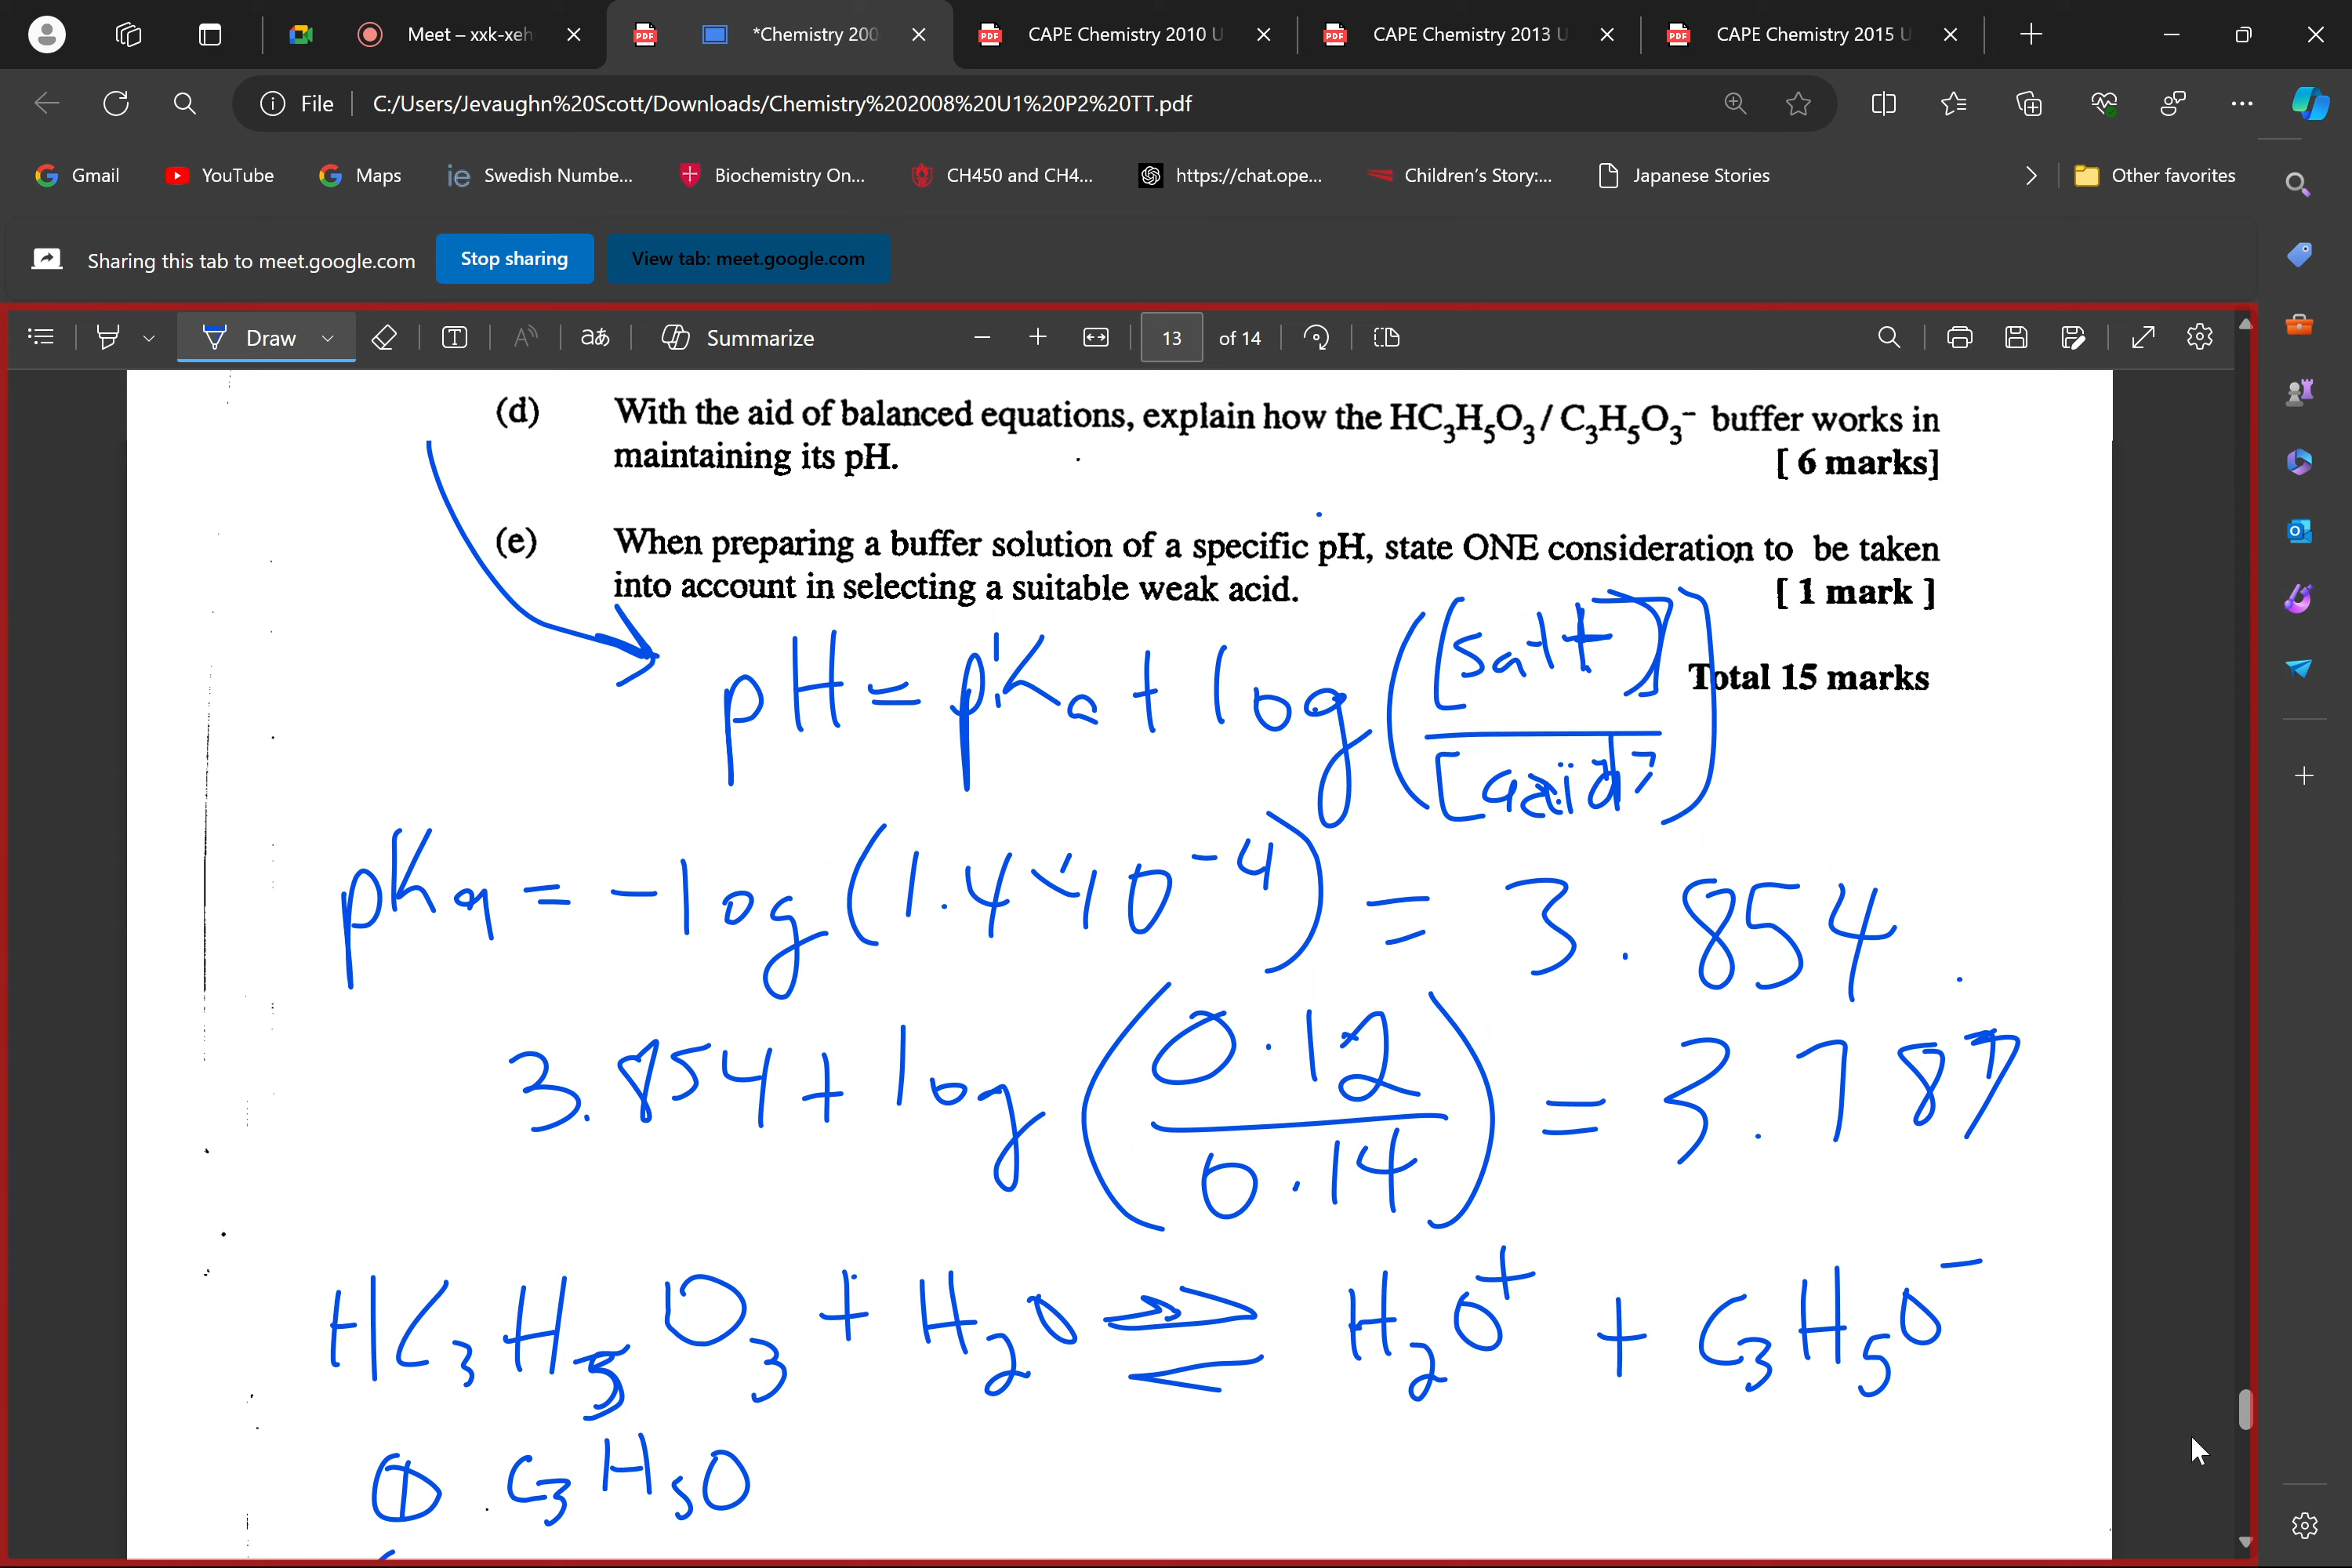 Meet – xxk-xeh
*Chemistry 200
CAPE Chemistry 2010 U
CAPE Chemistry 2013 U
CAPE Chemistry 2015 U
File
C:/Users/Jevaughn%20Scott/Downloads/Chemistry%202008%20U1%20P2%20TT.pdf
Gmail
YouTube
Maps
Swedish Numbe...
Biochemistry On...
CH450 and CH4...
https://chat.ope...
Children's Story:...
Japanese Stories
Other favorites
Sharing this tab to meet.google.com
Stop sharing
View tab: meet.google.com
Draw
Summarize
13 of 14
(d) With the aid of balanced equations, explain how the HC₃H₅O₃ / C₃H₅O₃⁻ buffer works in
maintaining its pH. [ 6 marks]
(e) When preparing a buffer solution of a specific pH, state ONE consideration to be taken
into account in selecting a suitable weak acid. [ 1 mark ]
Total 15 marks
pH = pKa + log ([salt]/[acid])
pKa = -log(1.4×10⁻⁴) = 3.854
3.854 + log (0.12/0.14) = 3.787
HC₃H₅O₃ + H₂O ⇌ H₂O⁺ + C₃H₅O⁻
① C₃H₅O